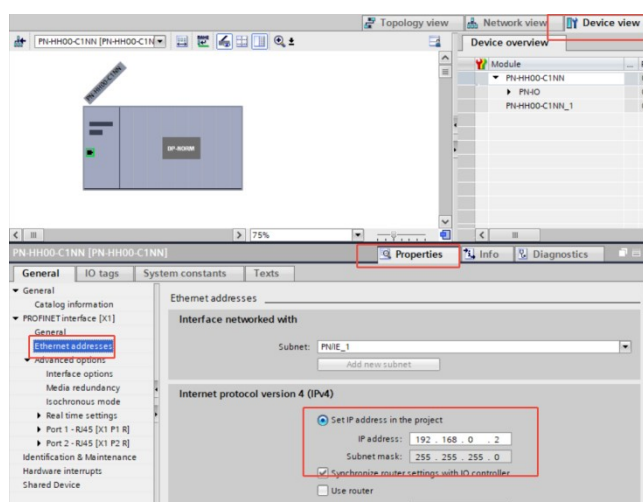 Topology view
Network view
Device view
PN-HH00-C1NN [PN-HH00-C1N
Device overview
Module
...
PN-HH00-C1NN
PN-IO
PN-HH00-C1NN_1
PN-HH00-C1NN
DP-NORM
75%
PN-HH00-C1NN [PN-HH00-C1NN]
Properties
Info
Diagnostics
General
IO tags
System constants
Texts
General
Catalog information
PROFINET interface [X1]
General
Ethernet addresses
Advanced options
Interface options
Media redundancy
Isochronous mode
Real time settings
Port 1 - RJ45 [X1 P1 R]
Port 2 - RJ45 [X1 P2 R]
Identification & Maintenance
Hardware interrupts
Shared Device
Ethernet addresses
Interface networked with
Subnet: PN/IE_1
Add new subnet
Internet protocol version 4 (IPv4)
Set IP address in the project
IP address: 192 . 168 . 0 . 2
Subnet mask: 255 . 255 . 255 . 0
Synchronize router settings with IO controller
Use router